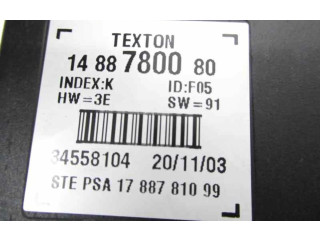 TEXTON
14 88 7800 80
INDEX:K ID:F05
HW=3E SW=91
34558104 20/11/03
STE PSA 17 887 810 99